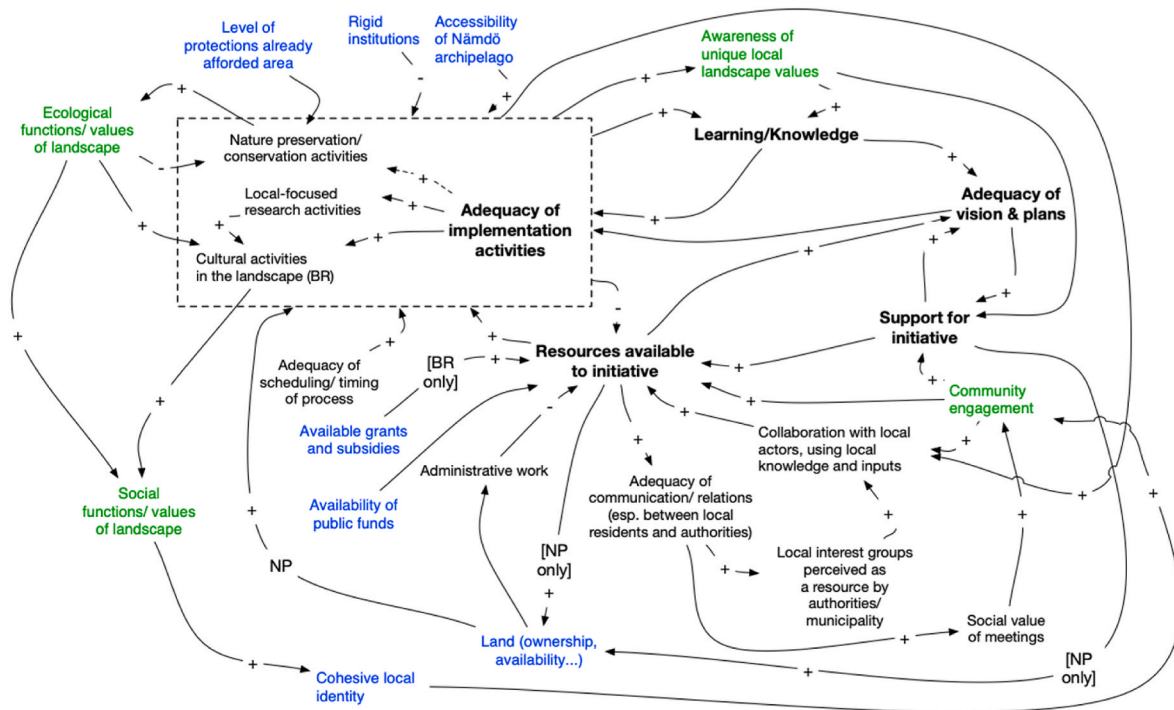 Level of
protections already
afforded area
Rigid
institutions
Accessibility
of Nämdö
archipelago
Awareness of
unique local
landscape values
Ecological
functions/ values
of landscape
Nature preservation/
conservation activities
Learning/Knowledge
Local-focused
research activities
Adequacy of
implementation
activities
Adequacy of
vision & plans
Cultural activities
in the landscape (BR)
Support for
initiative
Adequacy of
scheduling/ timing
of process
[BR
only]
Resources available
to initiative
Community
engagement
Available grants
and subsidies
Collaboration with local
actors, using local
knowledge and inputs
Administrative work
Adequacy of
communication/ relations
(esp. between local
residents and authorities)
Social
functions/ values
of landscape
Availability of
public funds
[NP
only]
NP
Local interest groups
perceived as
a resource by
authorities/
municipality
Social value
of meetings
Land (ownership,
availability...)
[NP
only]
Cohesive local
identity
+
-
+
+
+
-
+
+
+
+
+
+
+
+
+
+
+
+
-
+
+
+
+
+
+
+
+
-
+
+
+
+
+
+
+
+
+
+
+
+
+